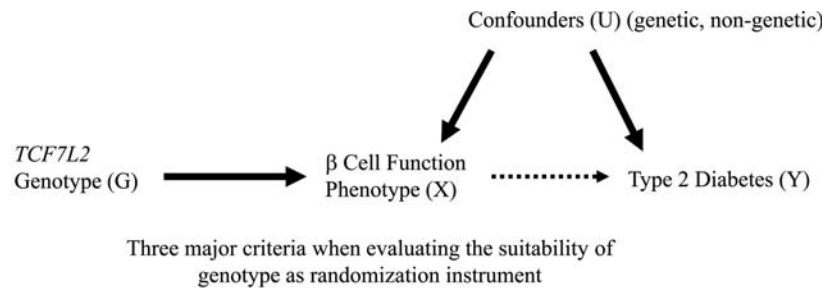 Confounders (U) (genetic, non-genetic)
TCF7L2
Genotype (G)
β Cell Function
Phenotype (X)
Type 2 Diabetes (Y)
Three major criteria when evaluating the suitability of
genotype as randomization instrument